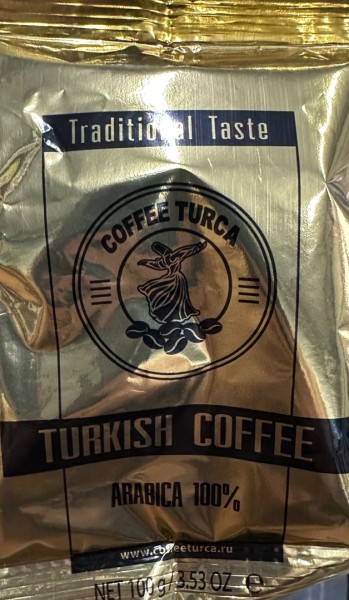 Traditional Taste
COFFEE TURCA
TURKISH COFFEE
ARABICA 100%
www.coffeeturca.ru
NET 100 g/3.53 OZ ℮